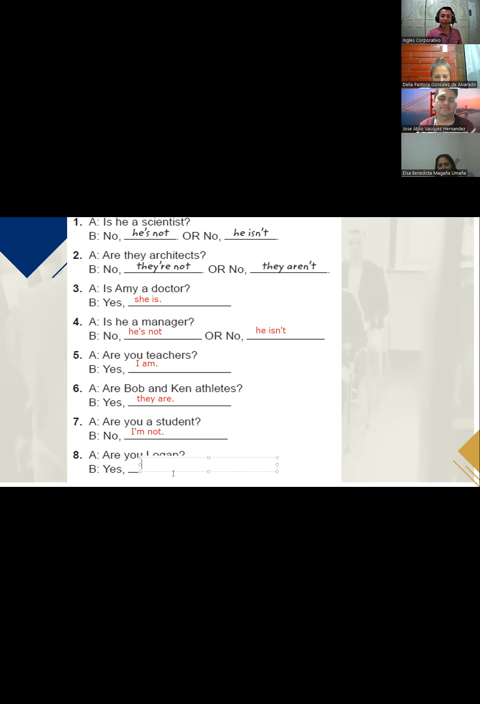 Ingles Corporativo
Delia Pastora Gonzales de Alvarado
Jose Atilio Vasquez Hernandez
Elsa Benedicta Magaña Umaña
1. A: Is he a scientist?
B: No, he's not OR No, he isn't.
2. A: Are they architects?
B: No, they're not OR No, they aren't.
3. A: Is Amy a doctor?
B: Yes, she is.
4. A: Is he a manager?
B: No, he's not OR No, he isn't
5. A: Are you teachers?
B: Yes, I am.
6. A: Are Bob and Ken athletes?
B: Yes, they are.
7. A: Are you a student?
B: No, I'm not.
8. A: Are you Logan?
B: Yes,